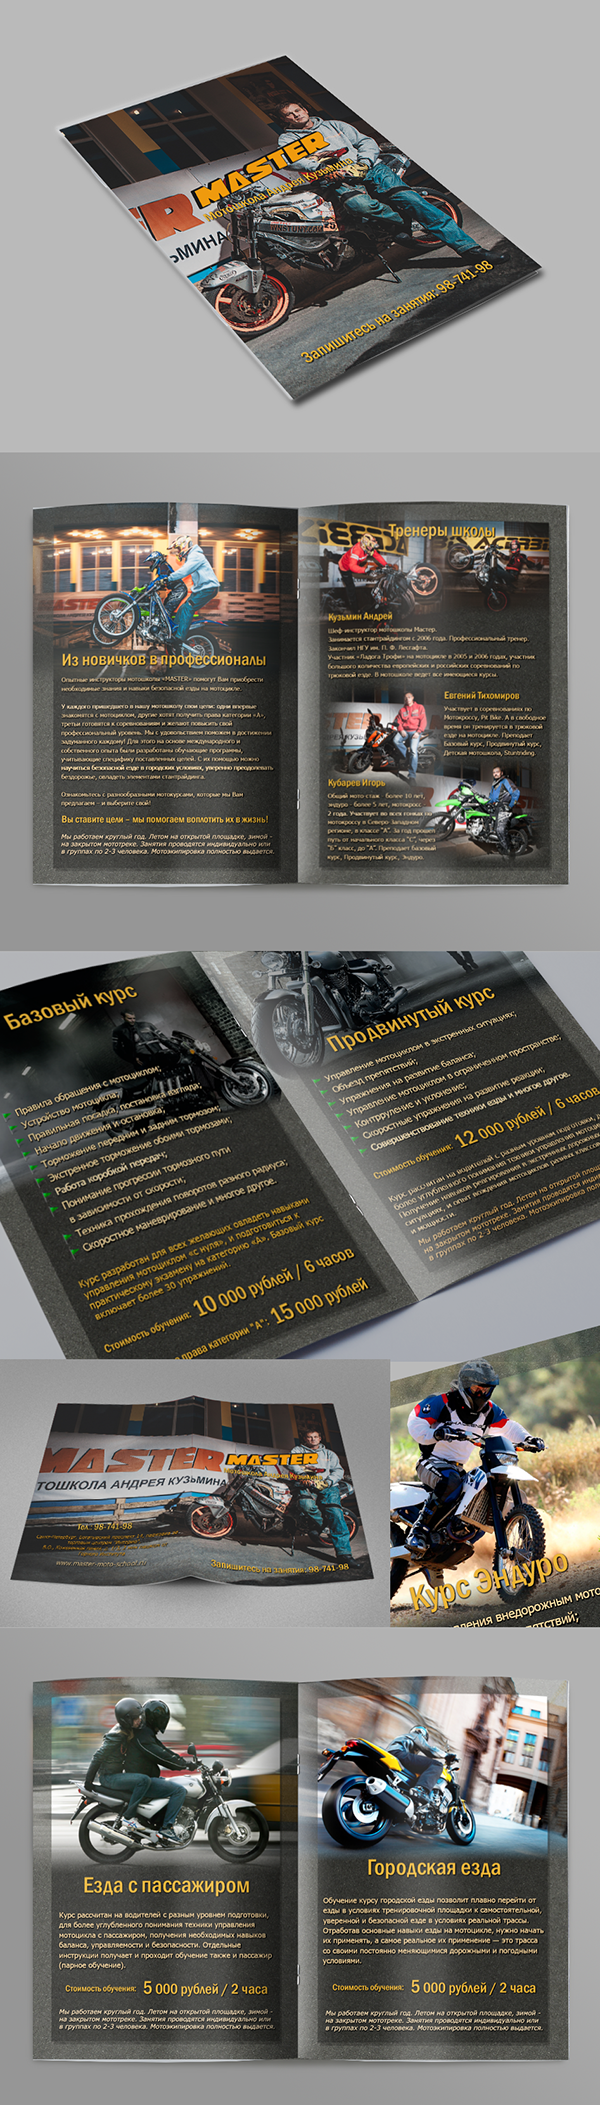 MASTER
Мотошкола Андрея Кузьмина
ER
ЬМИНА
Запишитесь на занятия: 98-741-98
Из новичков в профессионалы
Опытные инструкторы мотошколы «MASTER» помогут Вам приобрести
необходимые знания и навыки безопасной езды на мотоцикле.
У каждого пришедшего в нашу мотошколу свои цели: одни впервые
знакомятся с мотоциклом, другие хотят получить права категории «А»,
третьи готовятся к соревнованиям и желают повысить свой
профессиональный уровень. Мы с удовольствием поможем в достижении
задуманного каждому! Для этого на основе международного и
собственного опыта были разработаны обучающие программы,
учитывающие специфику поставленных целей. С их помощью можно
научиться безопасной езде в городских условиях, уверенно преодолевать
бездорожье, овладеть элементами стантрайдинга.
Ознакомьтесь с разнообразными мотокурсами, которые мы Вам
предлагаем – и выберите свой!
Вы ставите цели – мы помогаем воплотить их в жизнь!
Мы работаем круглый год. Летом на открытой площадке, зимой -
на закрытом мототреке. Занятия проводятся индивидуально или
в группах по 2-3 человека. Мотоэкипировка полностью выдается.
Тренеры школы
Кузьмин Андрей
Шеф-инструктор мотошколы Мастер.
Занимается стантрайдингом с 2006 года. Профессиональный тренер.
Закончил НГУ им. П. Ф. Лесгафта.
Участник «Ладога Трофи» на мотоцикле в 2005 и 2006 годах, участник
большого количества европейских и российских соревнований по
трюковой езде. В мотошколе ведет все имеющиеся курсы.
Евгений Тихомиров
Участвует в соревнованиях по
Мотокроссу, Pit Bike. А в свободное
время он тренируется в трюковой
езде на мотоцикле. Преподает
Базовый курс, Продвинутый курс,
Детская мотошкола, Stuntriding.
Кубарев Игорь
Общий мото стаж - более 10 лет,
эндуро - более 5 лет, мотокросс
2 года. Участвует во всех гонках по
мотокроссу в Северо-Западном
регионе, в классе "А". За год прошел
путь от начального класса "С", через
"Б" класс, до "А". Преподает Базовый
курс, Продвинутый курс, Эндуро.
Базовый курс
Правила обращения с мотоциклом;
Устройство мотоцикла;
Правильная посадка, постановка взгляда;
Начало движения и остановка;
Торможение передним и задним тормозом;
Экстренное торможение обоими тормозами;
Работа коробкой передач;
Понимание прогрессии тормозного пути
в зависимости от скорости;
Техника прохождения поворотов разного радиуса;
Скоростное маневрирование и многое другое.
Курс разработан для всех желающих овладеть навыками
управления мотоциклом «с нуля», и подготовиться к
практическому экзамену на категорию «А». Базовый курс
включает более 30 упражнений.
Стоимость обучения: 10 000 рублей / 6 часов
права категории "А": 15 000 рублей
Продвинутый курс
Управление мотоциклом в экстренных ситуациях;
Объезд препятствий;
Упражнения на развитие баланса;
Управление мотоциклом в ограниченном пространстве;
Контрруление и уклонение;
Скоростные упражнения на развитие реакции;
Совершенствование техники езды и многое другое.
Стоимость обучения: 12 000 рублей / 6 часов
Курс рассчитан на водителей с разным уровнем подготовки, для
более углубленного понимания техники управления
Мы работаем круглый год. Летом на открытой
на закрытом мототреке. Занятия проводятся индивиду
в группах по 2-3 человека. Мотоэкипировка полно
MASTER
MASTER
ТОШКОЛА АНДРЕЯ КУЗЬМИНА
Мотошкола Андрея Кузьмина
Тел.: 98-741-98
www.master-moto-school.ru
Запишитесь на занятия: 98-741-98
Курс Эндуро
ления внедорожным мото
пятствий;
Езда с пассажиром
Курс рассчитан на водителей с разным уровнем подготовки,
для более углубленного понимания техники управления
мотоцикла с пассажиром, получения необходимых навыков
баланса, управляемости и безопасности. Отдельные
инструкции получает и проходит обучение также и пассажир
(парное обучение).
Стоимость обучения: 5 000 рублей / 2 часа
Мы работаем круглый год. Летом на открытой площадке, зимой -
на закрытом мототреке. Занятия проводятся индивидуально или
в группах по 2-3 человека. Мотоэкипировка полностью выдается.
Городская езда
Обучение курсу городской езды позволит плавно перейти от
езды в условиях тренировочной площадки к самостоятельной,
уверенной и безопасной езде в условиях реальной трассы.
Отработав основные навыки езды на мотоцикле, нужно начать
их применять, а самое реальное их применение — это трасса
со своими постоянно меняющимися дорожными и погодными
условиями.
Стоимость обучения: 5 000 рублей / 2 часа
Мы работаем круглый год. Летом на открытой площадке, зимой -
на закрытом мототреке. Занятия проводятся индивидуально или
в группах по 2-3 человека. Мотоэкипировка полностью выдается.